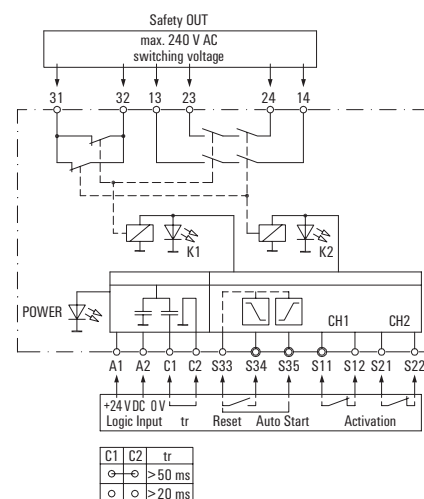 Safety OUT
max. 240 V AC
switching voltage
31 32 13 23 24 14
K1 K2
POWER
CH1 CH2
A1 A2 C1 C2 S33 S34 S35 S11 S12 S21 S22
+24 V DC 0 V
Logic Input tr Reset Auto Start Activation
C1 C2 tr
>50 ms
>20 ms